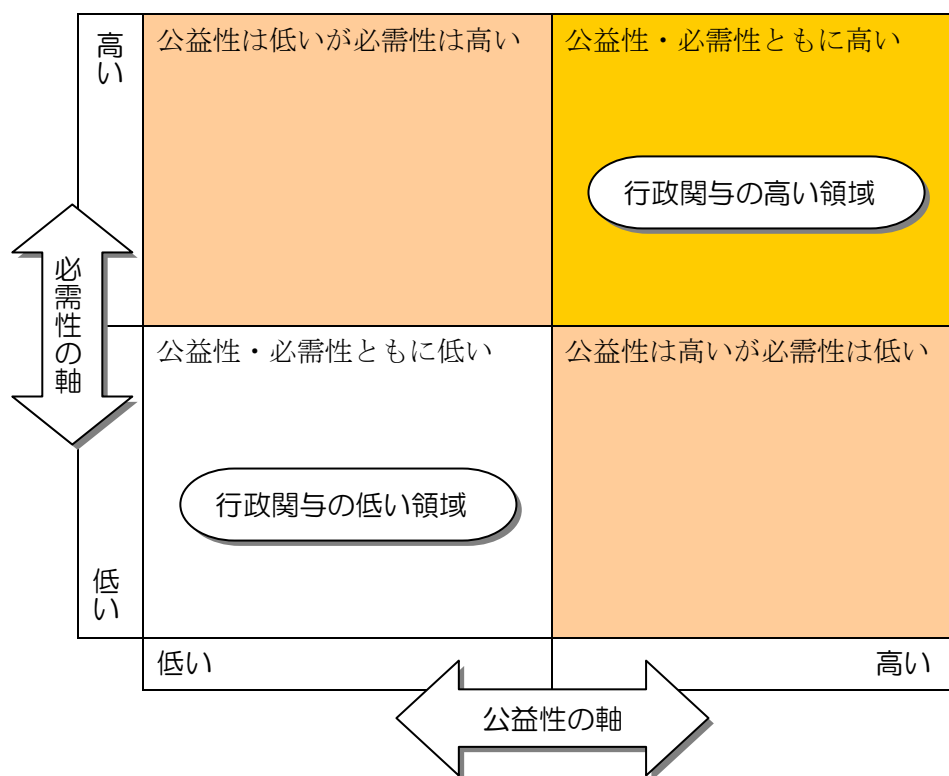 高い
公益性は低いが必需性は高い
公益性・必需性ともに高い
行政関与の高い領域
必需性の軸
公益性・必需性ともに低い
公益性は高いが必需性は低い
行政関与の低い領域
低い
低い
高い
公益性の軸